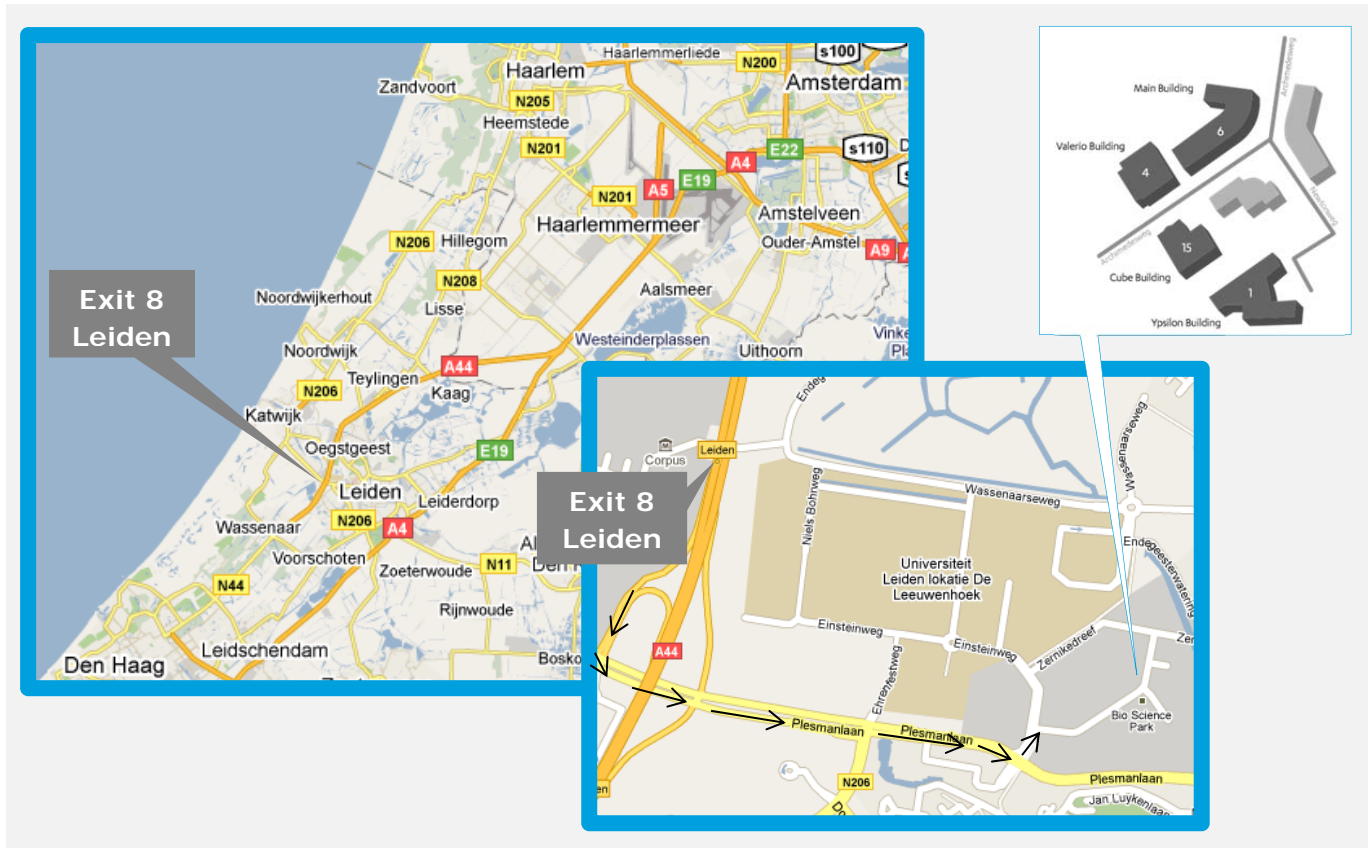 Haarlemmerliede
s100
N200
Haarlem
Amsterdam
Zandvoort
N205
Heemstede
N201
E22
s110
A4
E19
A5
N201
Amstelveen
Haarlemmermeer
N206
Hillegom
Ouder-Amstel
A9
Exit 8
Leiden
N208
Aalsmeer
Noordwijkerhout
Lisse
Westeinderplassen
Noordwijk
Uithoorn
A44
Teylingen
N206
Kaag
Katwijk
Oegstgeest
E19
Leiden
Leiderdorp
N206
A4
Wassenaar
Voorschoten
Zoeterwoude
N11
N44
Rijnwoude
Leidschendam
Den Haag
Archimedesweg
Main Building
6
Valerio Building
4
Newtonweg
Archimedesweg
15
Cube Building
1
Ypsilon Building
Corpus
Leiden
Wassenaarseweg
Exit 8
Leiden
Niels Bohrweg
Wassenaarseweg
Endegeesterwatering
Universiteit
Leiden lokatie De
Leeuwenhoek
Einsteinweg
Einsteinweg
Zernikedreef
A44
Ehrenfestweg
Bio Science
Park
Plesmanlaan
Plesmanlaan
N206
Plesmanlaan
Jan Luykenlaan